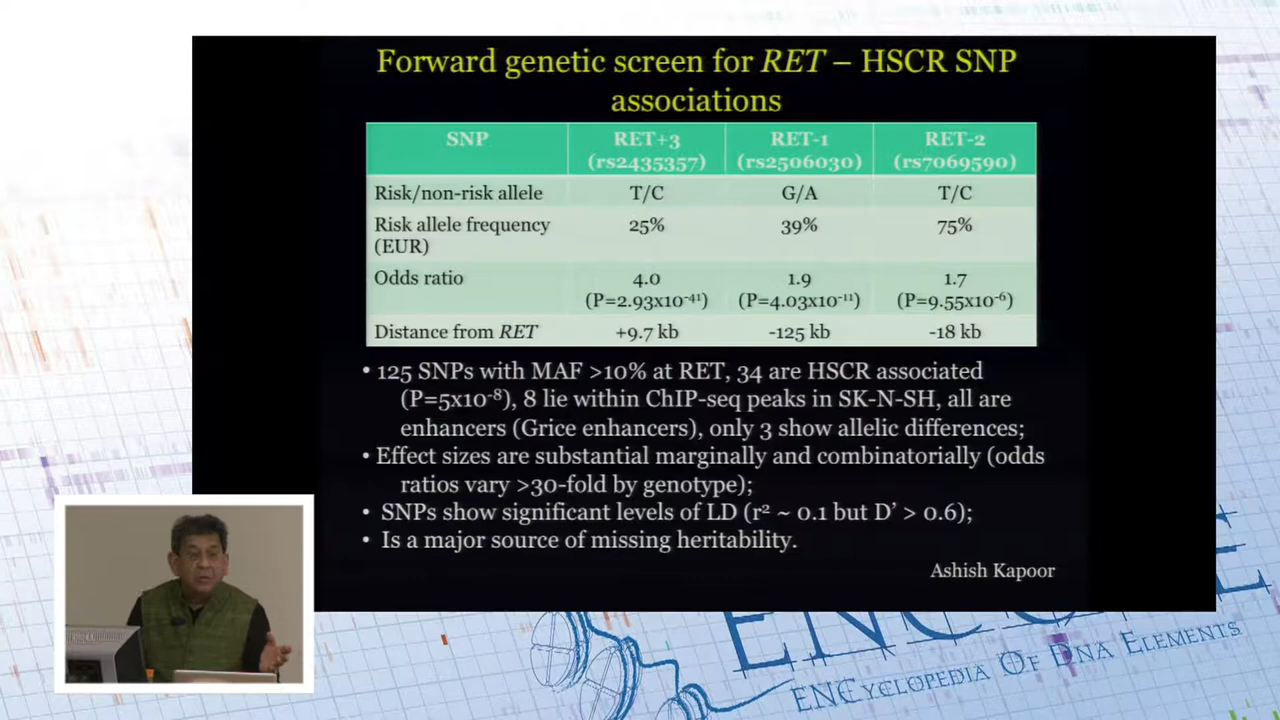 Forward genetic screen for RET – HSCR SNP
associations
SNP RET+3 (rs2435357) RET-1 (rs2506030) RET-2 (rs7069590)
Risk/non-risk allele T/C G/A T/C
Risk allele frequency (EUR) 25% 39% 75%
Odds ratio 4.0 (P=2.93x10⁻⁴¹) 1.9 (P=4.03x10⁻¹¹) 1.7 (P=9.55x10⁻⁶)
Distance from RET +9.7 kb -125 kb -18 kb
• 125 SNPs with MAF >10% at RET, 34 are HSCR associated
(P=5x10⁻⁸), 8 lie within ChIP-seq peaks in SK-N-SH, all are
enhancers (Grice enhancers), only 3 show allelic differences;
• Effect sizes are substantial marginally and combinatorially (odds
ratios vary >30-fold by genotype);
• SNPs show significant levels of LD (r² ~ 0.1 but D’ > 0.6);
• Is a major source of missing heritability.
Ashish Kapoor
ENCODE
ENCYCLOPEDIA OF DNA ELEMENTS